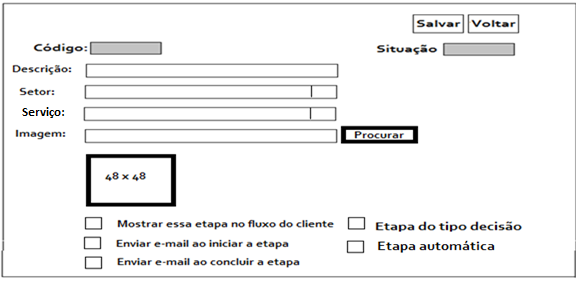 Salvar Voltar
Código: Situação
Descrição:
Setor:
Serviço:
Imagem: Procurar
48 x 48
Mostrar essa etapa no fluxo do cliente Etapa do tipo decisão
Enviar e-mail ao iniciar a etapa Etapa automática
Enviar e-mail ao concluir a etapa